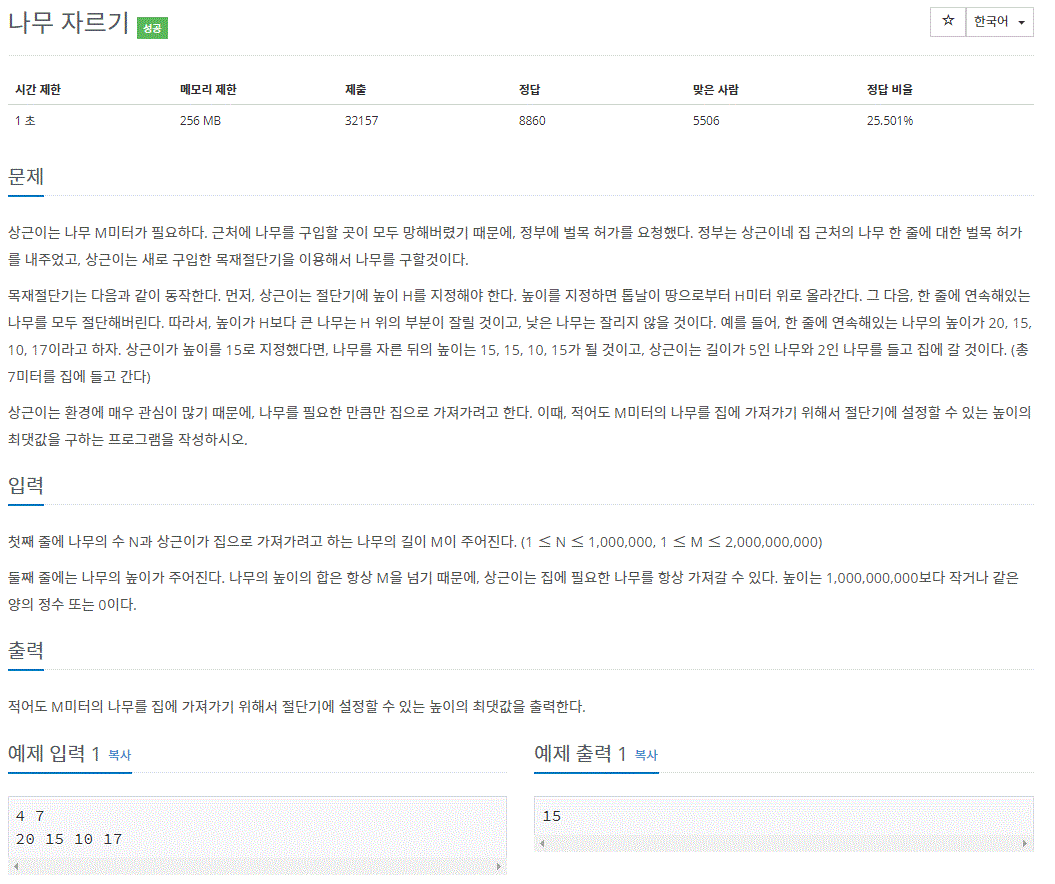 나무 자르기 성공
☆ 한국어
시간 제한 메모리 제한 제출 정답 맞은 사람 정답 비율
1 초 256 MB 32157 8860 5506 25.501%
문제
상근이는 나무 M미터가 필요하다. 근처에 나무를 구입할 곳이 모두 망해버렸기 때문에, 정부에 벌목 허가를 요청했다. 정부는 상근이네 집 근처의 나무 한 줄에 대한 벌목 허가
를 내주었고, 상근이는 새로 구입한 목재절단기을 이용해서 나무를 구할것이다.
목재절단기는 다음과 같이 동작한다. 먼저, 상근이는 절단기에 높이 H를 지정해야 한다. 높이를 지정하면 톱날이 땅으로부터 H미터 위로 올라간다. 그 다음, 한 줄에 연속해있는
나무를 모두 절단해버린다. 따라서, 높이가 H보다 큰 나무는 H 위의 부분이 잘릴 것이고, 낮은 나무는 잘리지 않을 것이다. 예를 들어, 한 줄에 연속해있는 나무의 높이가 20, 15,
10, 17이라고 하자. 상근이가 높이를 15로 지정했다면, 나무를 자른 뒤의 높이는 15, 15, 10, 15가 될 것이고, 상근이는 길이가 5인 나무와 2인 나무를 들고 집에 갈 것이다. (총
7미터를 집에 들고 간다)
상근이는 환경에 매우 관심이 많기 때문에, 나무를 필요한 만큼만 집으로 가져가려고 한다. 이때, 적어도 M미터의 나무를 집에 가져가기 위해서 절단기에 설정할 수 있는 높이의
최댓값을 구하는 프로그램을 작성하시오.
입력
첫째 줄에 나무의 수 N과 상근이가 집으로 가져가려고 하는 나무의 길이 M이 주어진다. (1 ≤ N ≤ 1,000,000, 1 ≤ M ≤ 2,000,000,000)
둘째 줄에는 나무의 높이가 주어진다. 나무의 높이의 합은 항상 M을 넘기 때문에, 상근이는 집에 필요한 나무를 항상 가져갈 수 있다. 높이는 1,000,000,000보다 작거나 같은
양의 정수 또는 0이다.
출력
적어도 M미터의 나무를 집에 가져가기 위해서 절단기에 설정할 수 있는 높이의 최댓값을 출력한다.
예제 입력 1 복사
4 7
20 15 10 17
예제 출력 1 복사
15